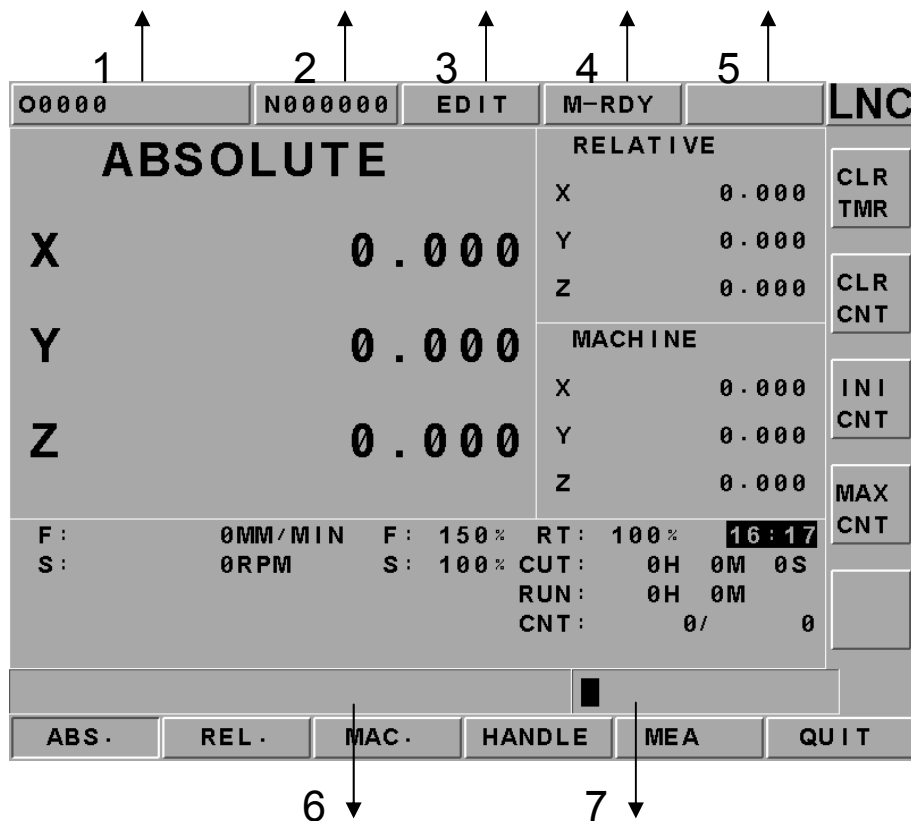 1 2 3 4 5
O0000 N000000 EDIT M-RDY LNC
ABSOLUTE
X 0.000
Y 0.000
Z 0.000
RELATIVE
X 0.000
Y 0.000
Z 0.000
MACHINE
X 0.000
Y 0.000
Z 0.000
CLR
TMR
CLR
CNT
INI
CNT
MAX
CNT
F: 0MM/MIN F: 150% RT: 100% 16:17
S: 0RPM S: 100% CUT: 0H 0M 0S
RUN: 0H 0M
CNT: 0/ 0
ABS. REL. MAC. HANDLE MEA QUIT
6 7